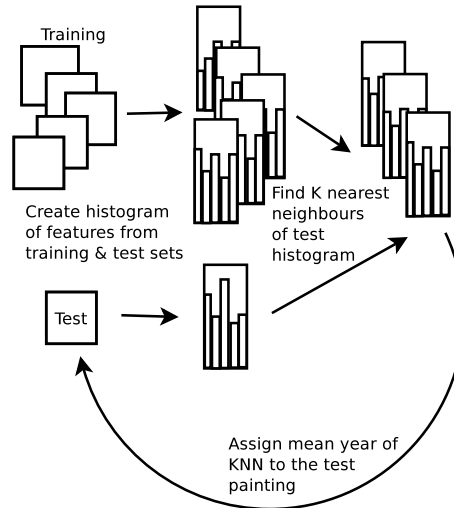 Training
Create histogram
of features from
training & test sets
Find K nearest
neighbours
of test
histogram
Test
Assign mean year of
KNN to the test
painting